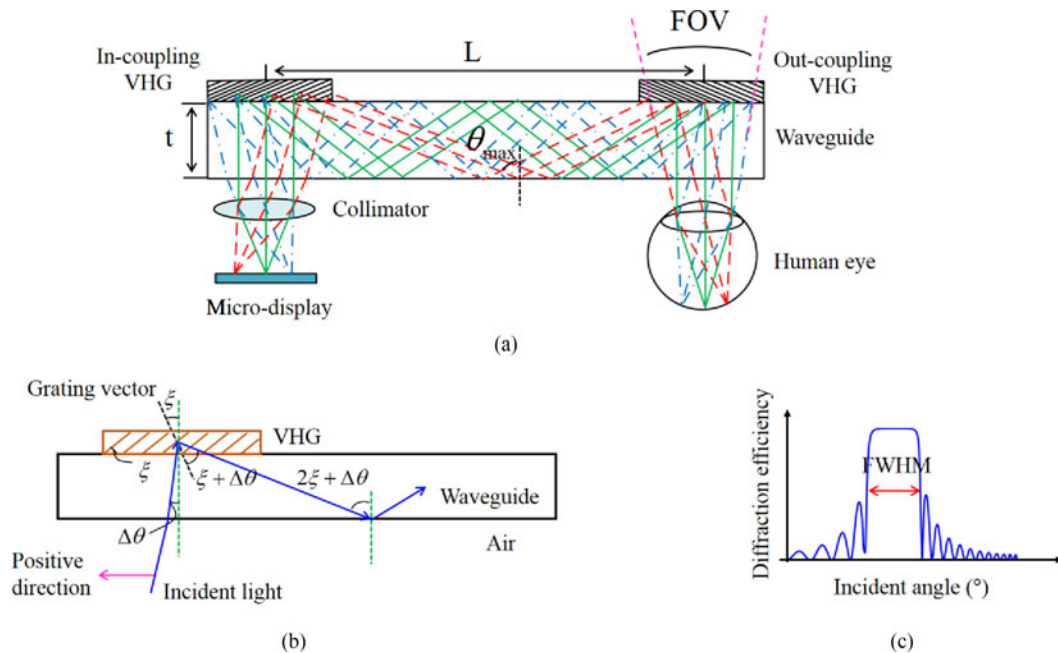 In-coupling
VHG
L
FOV
Out-coupling
VHG
t
θmax
Waveguide
Collimator
Human eye
Micro-display
(a)
Grating vector
ξ
VHG
ξ
ξ + Δθ
2ξ + Δθ
Waveguide
Δθ
Air
Positive
direction
Incident light
(b)
Diffraction efficiency
FWHM
Incident angle (°)
(c)